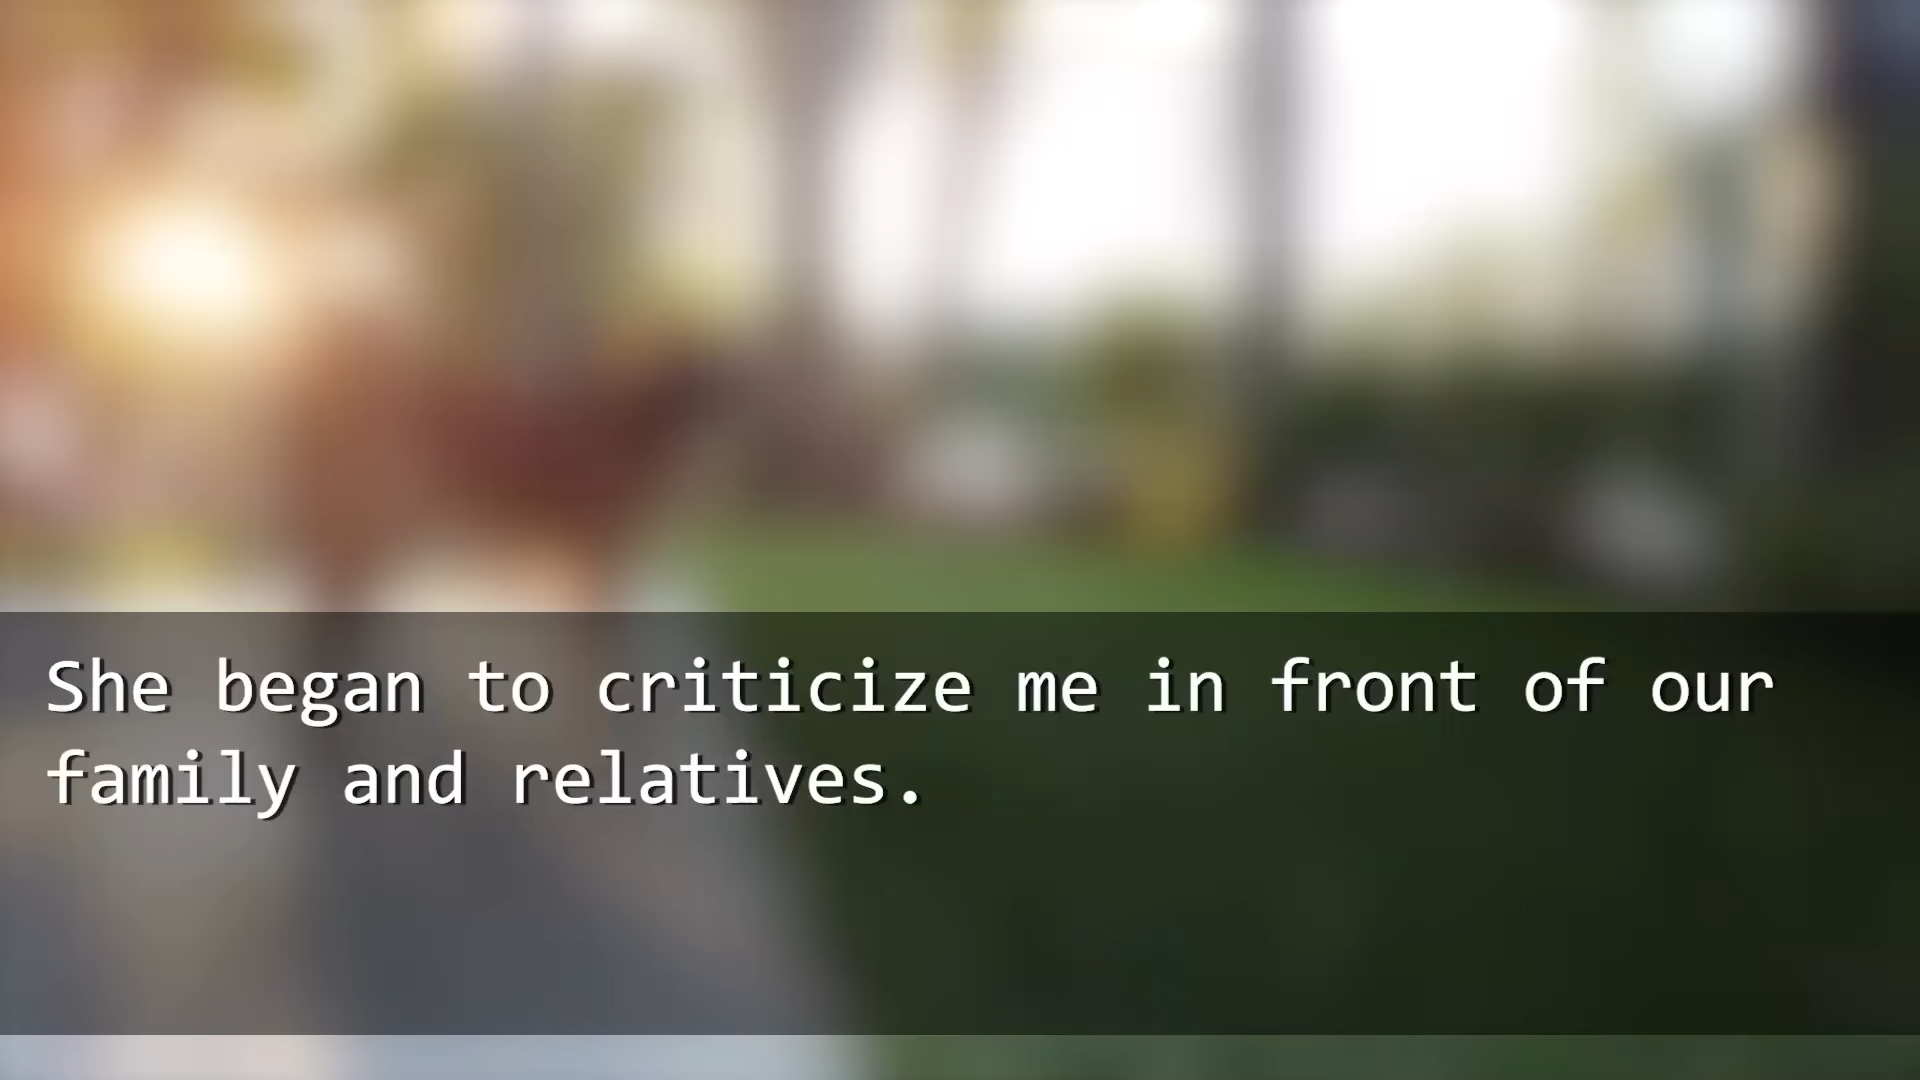 She began to criticize me in front of our
family and relatives.